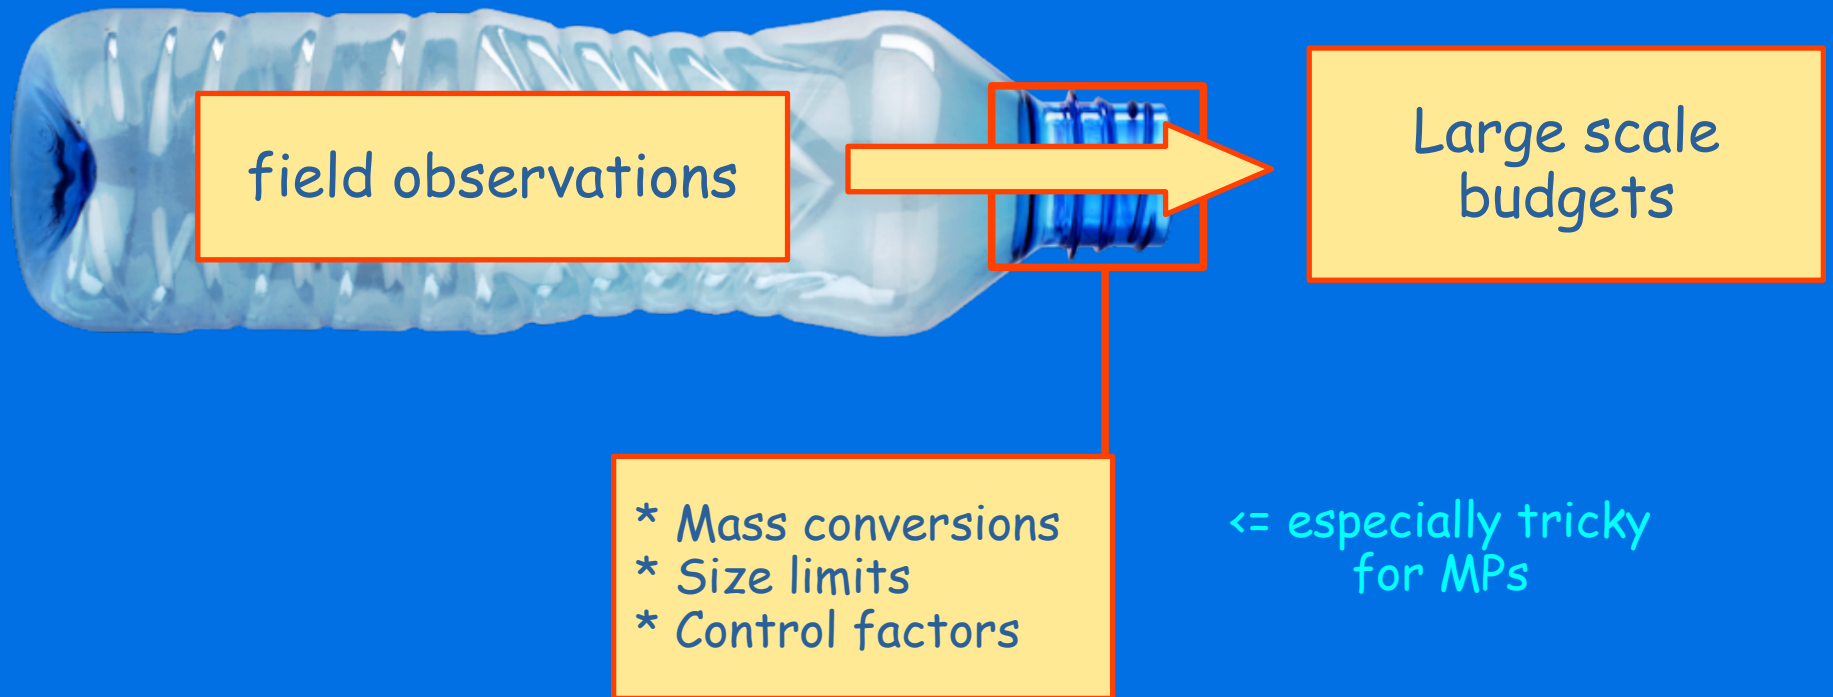 field observations
Large scale
budgets
* Mass conversions
* Size limits
* Control factors
<= especially tricky
for MPs